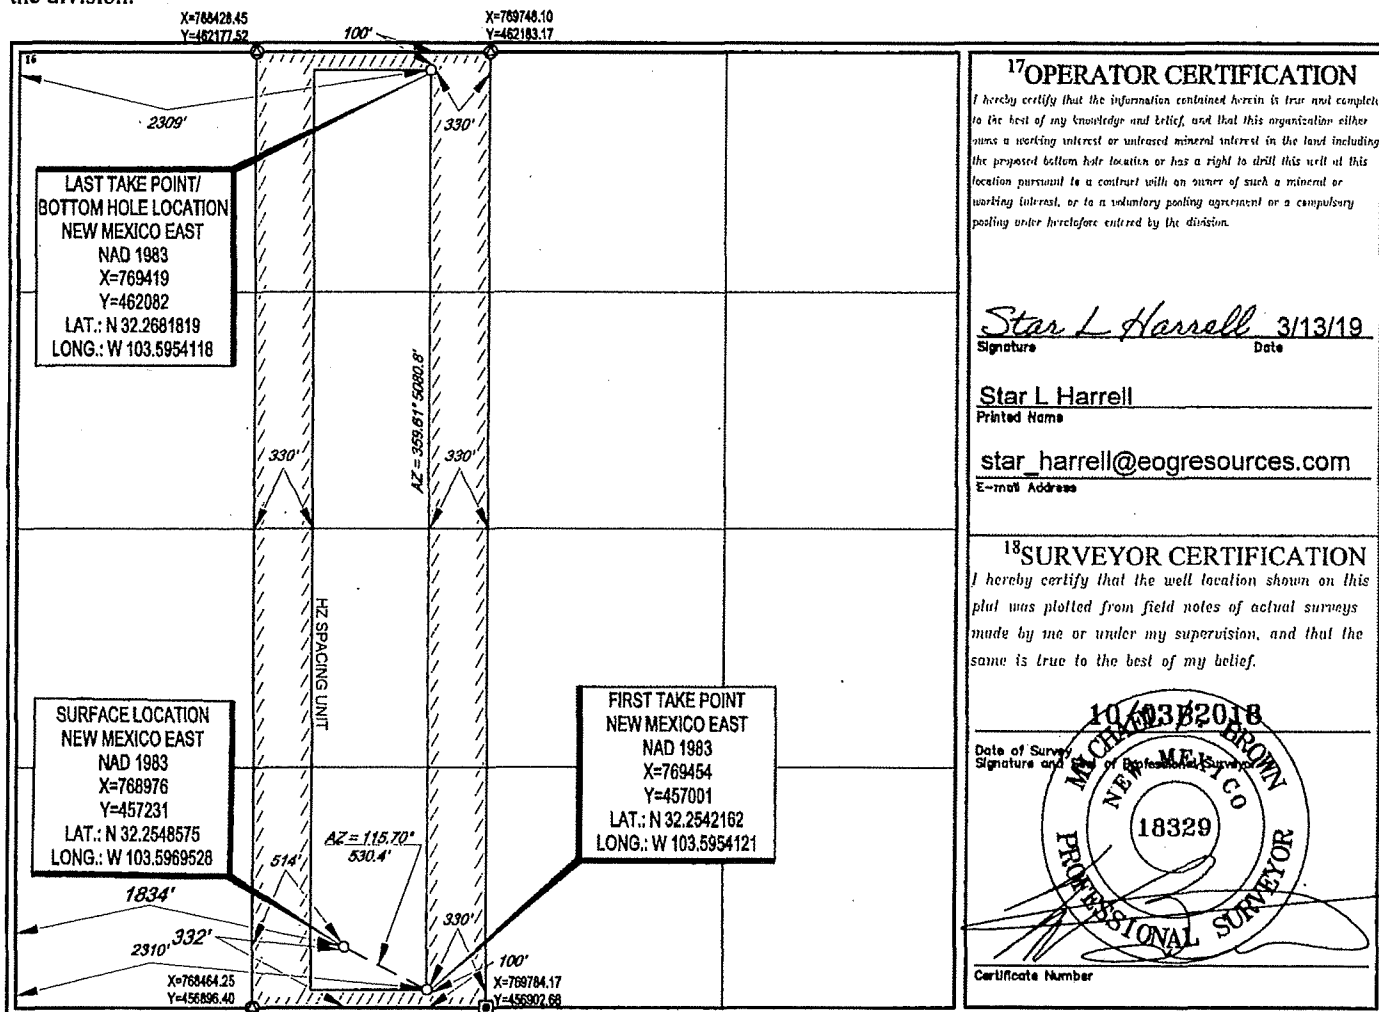 the division.
X=768428.45
Y=462177.52
100'
X=769748.10
Y=462183.17
16
2309'
330'
LAST TAKE POINT/
BOTTOM HOLE LOCATION
NEW MEXICO EAST
NAD 1983
X=769419
Y=462082
LAT.: N 32.2681819
LONG.: W 103.5954118
AZ = 359.61° 5080.8'
330'
330'
HZ SPACING UNIT
SURFACE LOCATION
NEW MEXICO EAST
NAD 1983
X=768976
Y=457231
LAT.: N 32.2548575
LONG.: W 103.5969528
FIRST TAKE POINT
NEW MEXICO EAST
NAD 1983
X=769454
Y=457001
LAT.: N 32.2542162
LONG.: W 103.5954121
AZ = 115.70°
530.4'
514'
1834'
332'
2310'
330'
100'
X=768464.25
Y=456896.40
X=769784.17
Y=456902.68
17 OPERATOR CERTIFICATION
I hereby certify that the information contained herein is true and complete
to the best of my knowledge and belief, and that this organization either
owns a working interest or unleased mineral interest in the land including
the proposed bottom hole location or has a right to drill this well at this
location pursuant to a contract with an owner of such a mineral or
working interest, or to a voluntary pooling agreement or a compulsory
pooling order heretofore entered by the division.
Star L Harrell 3/13/19
Signature Date
Star L Harrell
Printed Name
star_harrell@eogresources.com
E-mail Address
18 SURVEYOR CERTIFICATION
I hereby certify that the well location shown on this
plat was plotted from field notes of actual surveys
made by me or under my supervision, and that the
same is true to the best of my belief.
10/03/2018
Date of Survey
Signature and of Professional Surveyor
MICHAEL BROWN
NEW MEXICO
18329
PROFESSIONAL SURVEYOR
Certificate Number